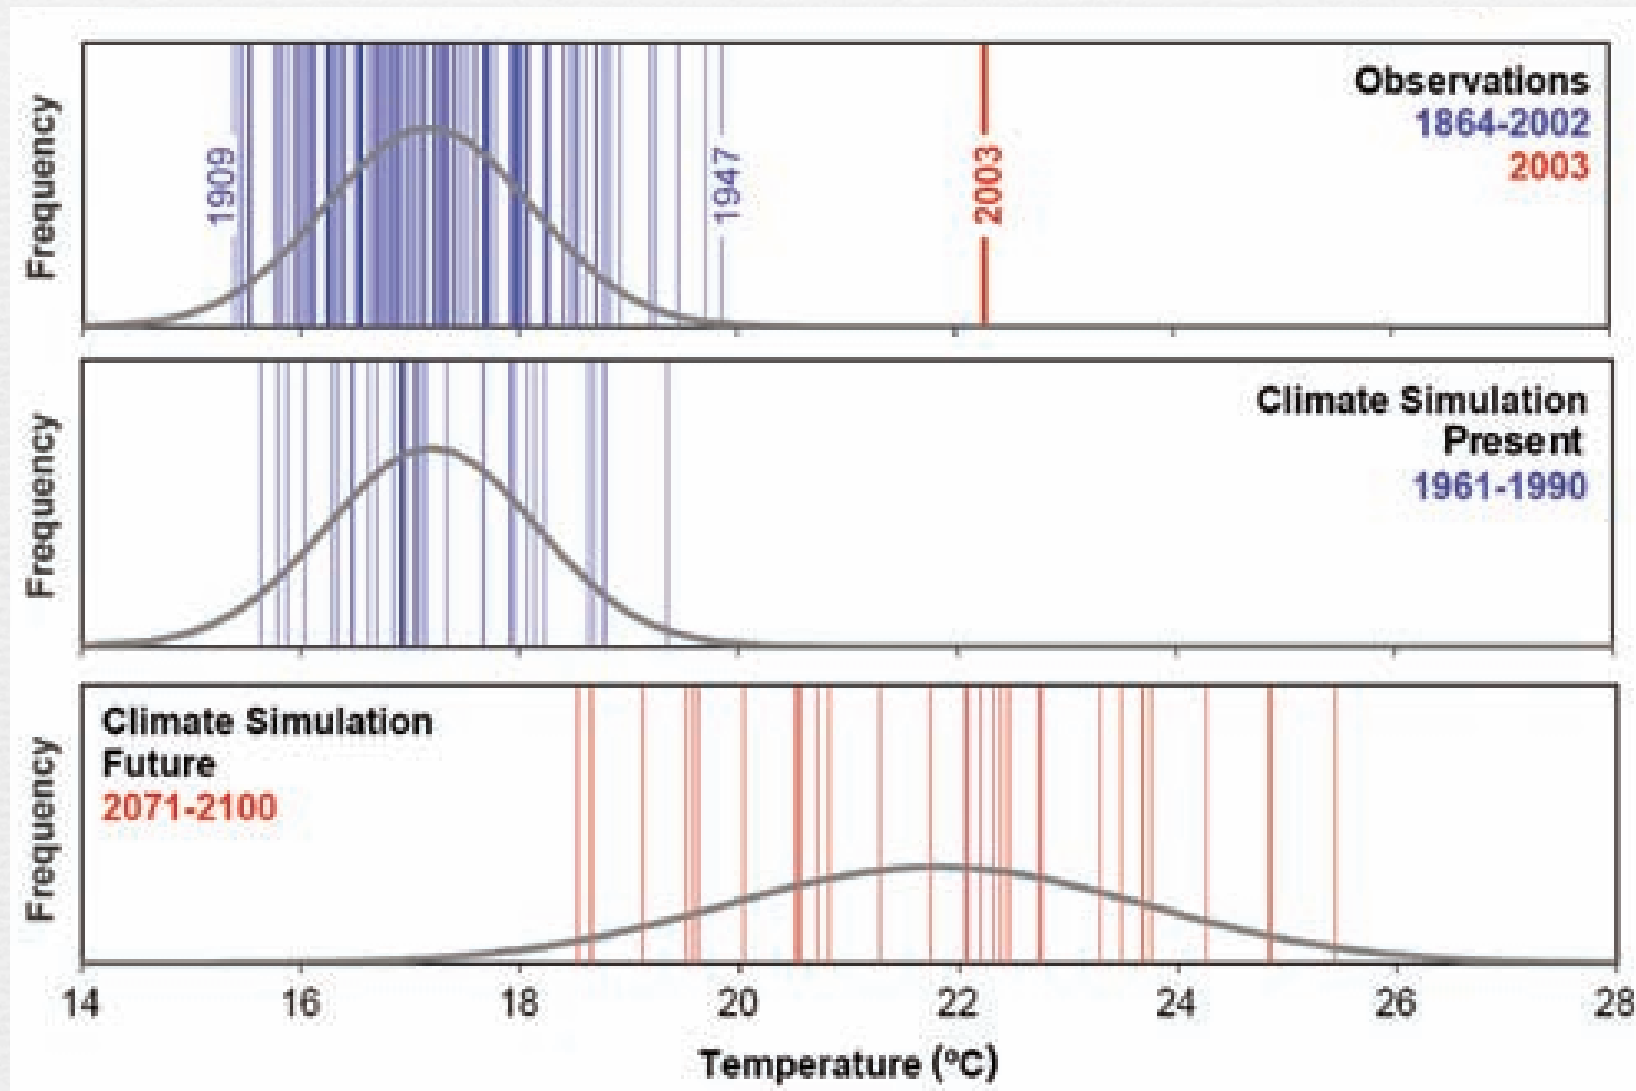 Frequency
1909
1947
2003
Observations
1864-2002
2003
Frequency
Climate Simulation
Present
1961-1990
Frequency
Climate Simulation
Future
2071-2100
14 16 18 20 22 24 26 28
Temperature (ºC)